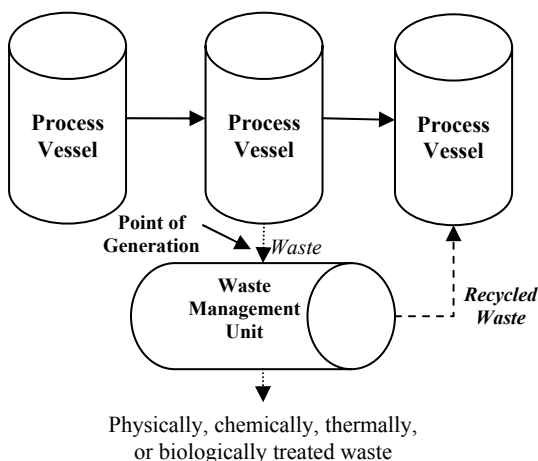 Process
Vessel
Process
Vessel
Process
Vessel
Point of
Generation
Waste
Waste
Management
Unit
Recycled
Waste
Physically, chemically, thermally,
or biologically treated waste